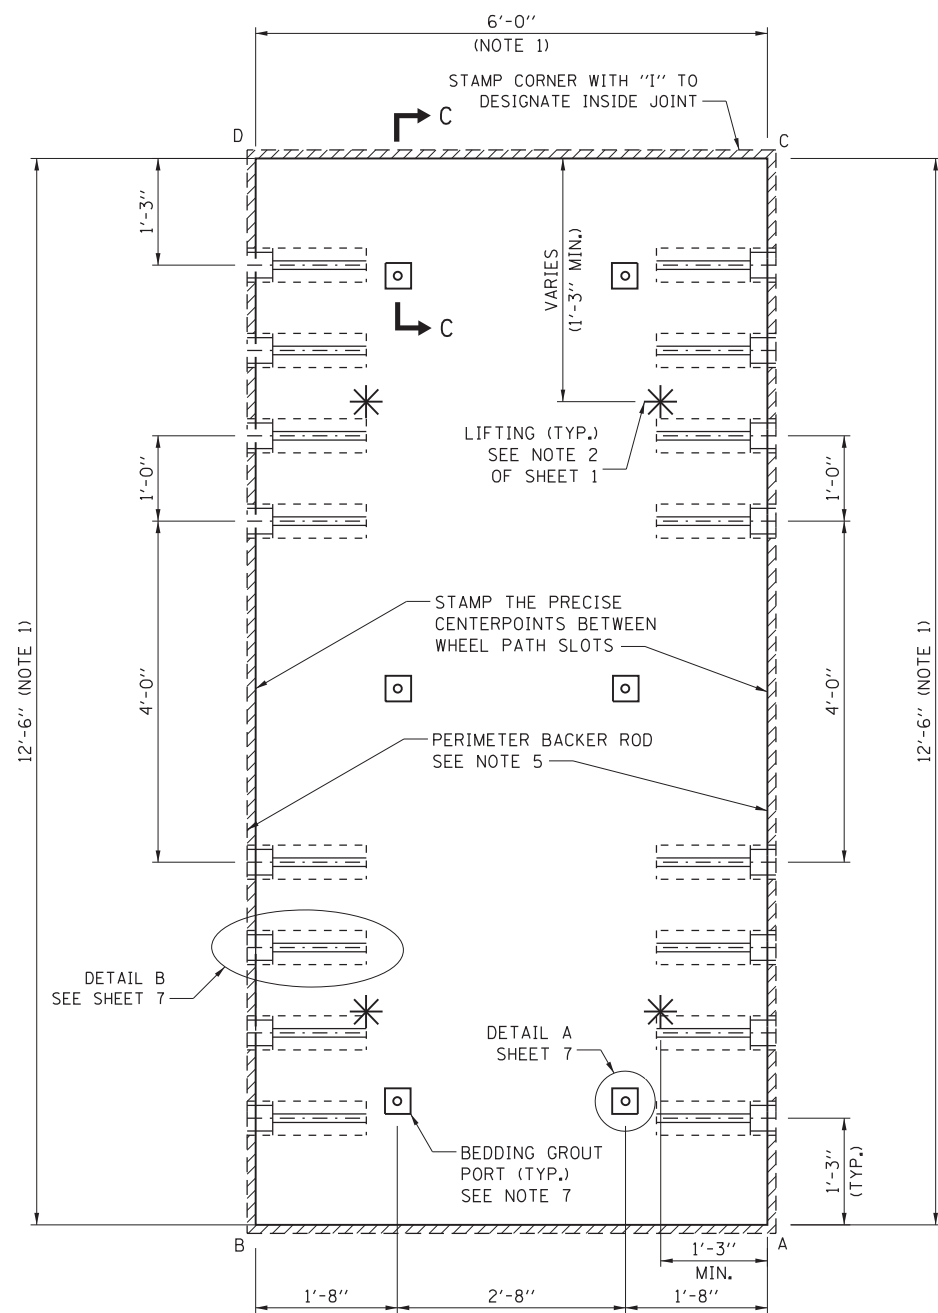 6'-0"
(NOTE 1)
STAMP CORNER WITH "I" TO
DESIGNATE INSIDE JOINT
C
D
C
1'-3"
VARIES
(1'-3" MIN.)
C
LIFTING (TYP.)
SEE NOTE 2
OF SHEET 1
1'-0"
1'-0"
STAMP THE PRECISE
CENTERPOINTS BETWEEN
WHEEL PATH SLOTS
12'-6" (NOTE 1)
4'-0"
4'-0"
12'-6" (NOTE 1)
PERIMETER BACKER ROD
SEE NOTE 5
DETAIL B
SEE SHEET 7
DETAIL A
SHEET 7
BEDDING GROUT
PORT (TYP.)
SEE NOTE 7
1'-3"
(TYP.)
B
A
1'-3"
MIN.
1'-8"
2'-8"
1'-8"